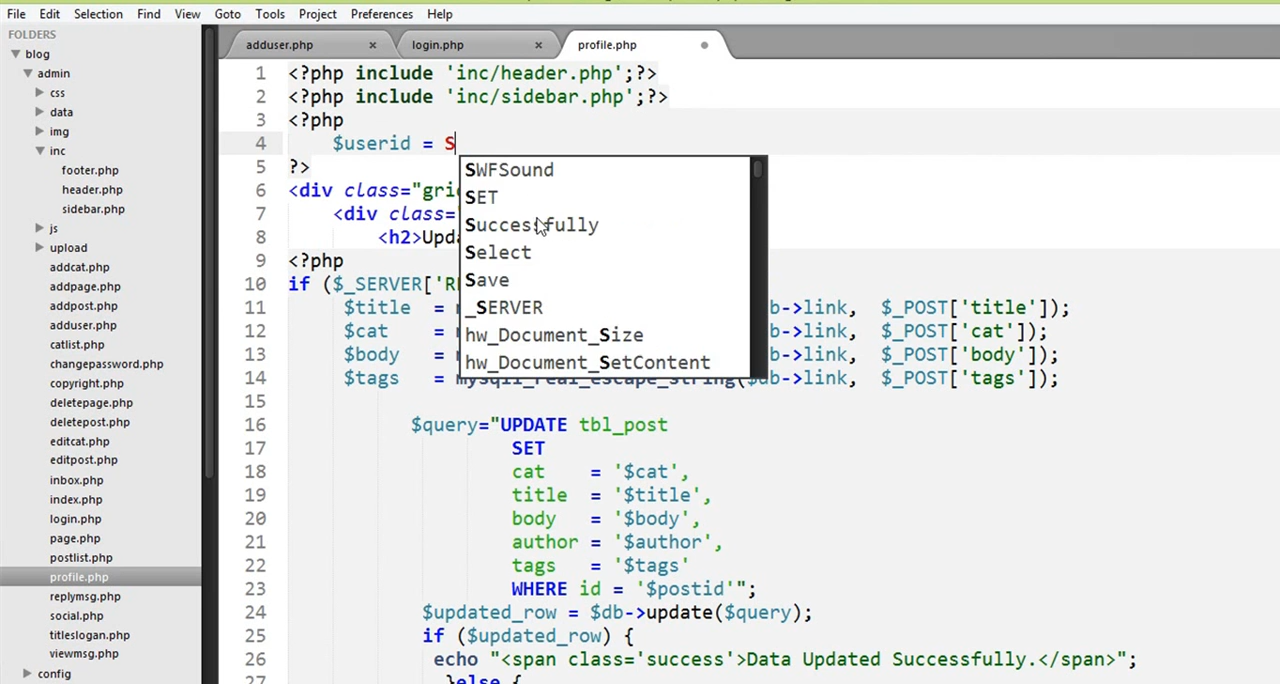 File Edit Selection Find View Goto Tools Project Preferences Help
FOLDERS
blog
admin
css
data
img
inc
footer.php
header.php
sidebar.php
js
upload
addcat.php
addpage.php
addpost.php
adduser.php
catlist.php
changepassword.php
copyright.php
deletepage.php
deletepost.php
editcat.php
editpost.php
inbox.php
index.php
login.php
page.php
postlist.php
profile.php
replymsg.php
social.php
titleslogan.php
viewmsg.php
config
adduser.php × login.php × profile.php
1 <?php include 'inc/header.php';?>
2 <?php include 'inc/sidebar.php';?>
3 <?php
4 $userid = S
5 ?>
6 <div class="gri
7 <div class=
8 <h2>Upda
9 <?php
10 if ($_SERVER['R
11 $title = b->link, $_POST['title']);
12 $cat = b->link, $_POST['cat']);
13 $body = b->link, $_POST['body']);
14 $tags = mysqli_real_escape_string($db->link, $_POST['tags']);
15
16 $query="UPDATE tbl_post
17 SET
18 cat = '$cat',
19 title = '$title',
20 body = '$body',
21 author = '$author',
22 tags = '$tags'
23 WHERE id = '$postid'";
24 $updated_row = $db->update($query);
25 if ($updated_row) {
26 echo "<span class='success'>Data Updated Successfully.</span>";
27 }else {
SWFSound
SET
Successfully
Select
Save
_SERVER
hw_Document_Size
hw_Document_SetContent